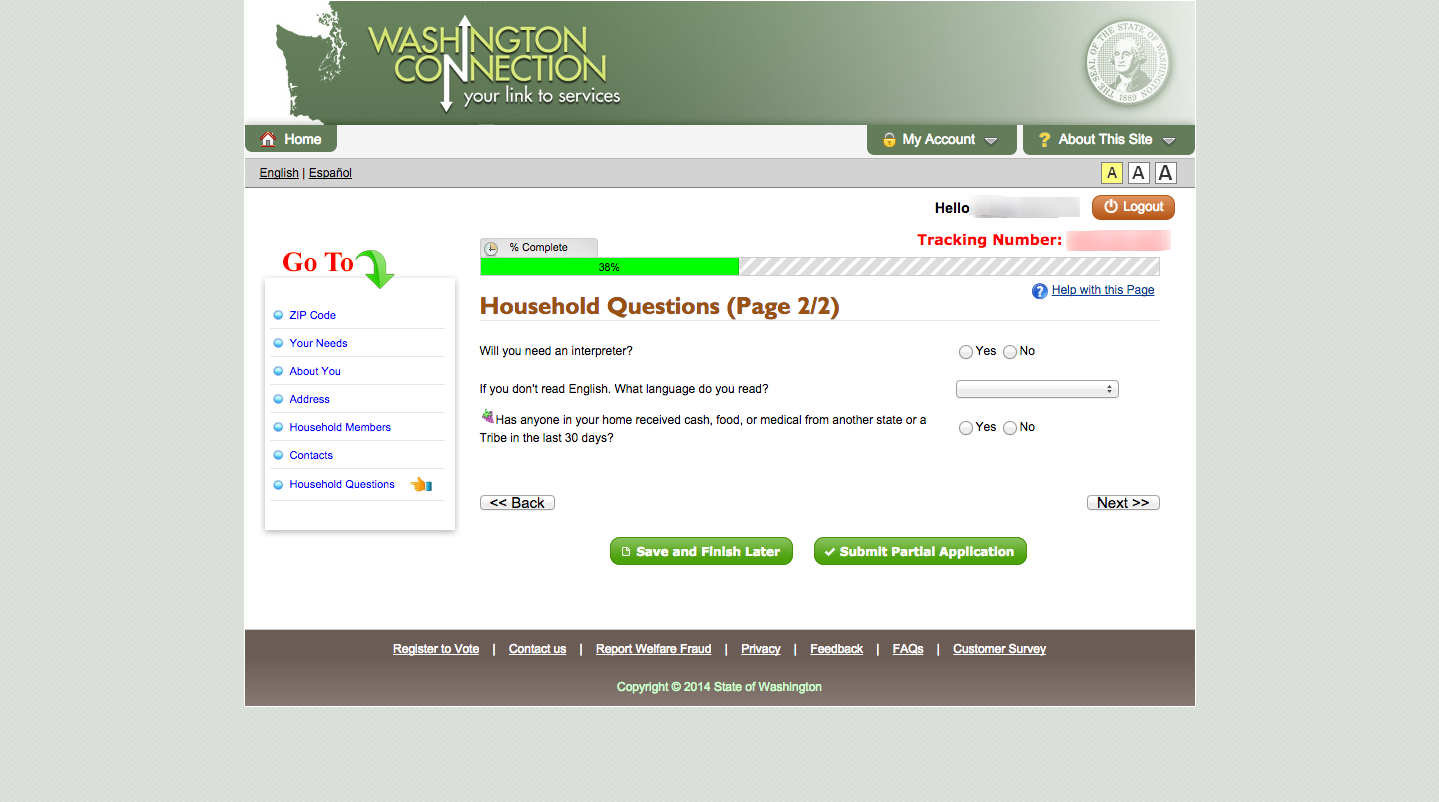 WASHINGTON
CONNECTION
your link to services
THE SEAL OF THE STATE OF WASHINGTON
1889
Home
My Account
? About This Site
English | Español
A A A
Hello
Logout
Tracking Number:
% Complete
38%
? Help with this Page
Go To
ZIP Code
Your Needs
About You
Address
Household Members
Contacts
Household Questions
Household Questions (Page 2/2)
Will you need an interpreter?
Yes No
If you don't read English. What language do you read?
Has anyone in your home received cash, food, or medical from another state or a
Tribe in the last 30 days?
Yes No
<< Back
Next >>
Save and Finish Later
Submit Partial Application
Register to Vote | Contact us | Report Welfare Fraud | Privacy | Feedback | FAQs | Customer Survey
Copyright © 2014 State of Washington